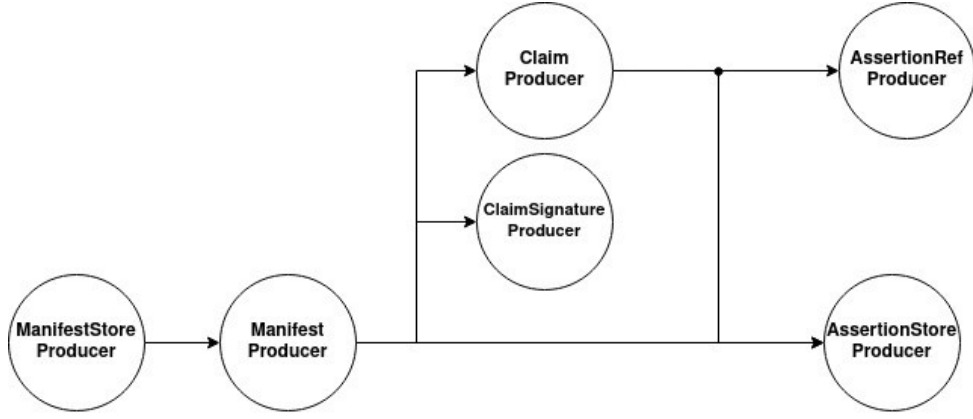 Claim
Producer
AssertionRef
Producer
ClaimSignature
Producer
ManifestStore
Producer
Manifest
Producer
AssertionStore
Producer